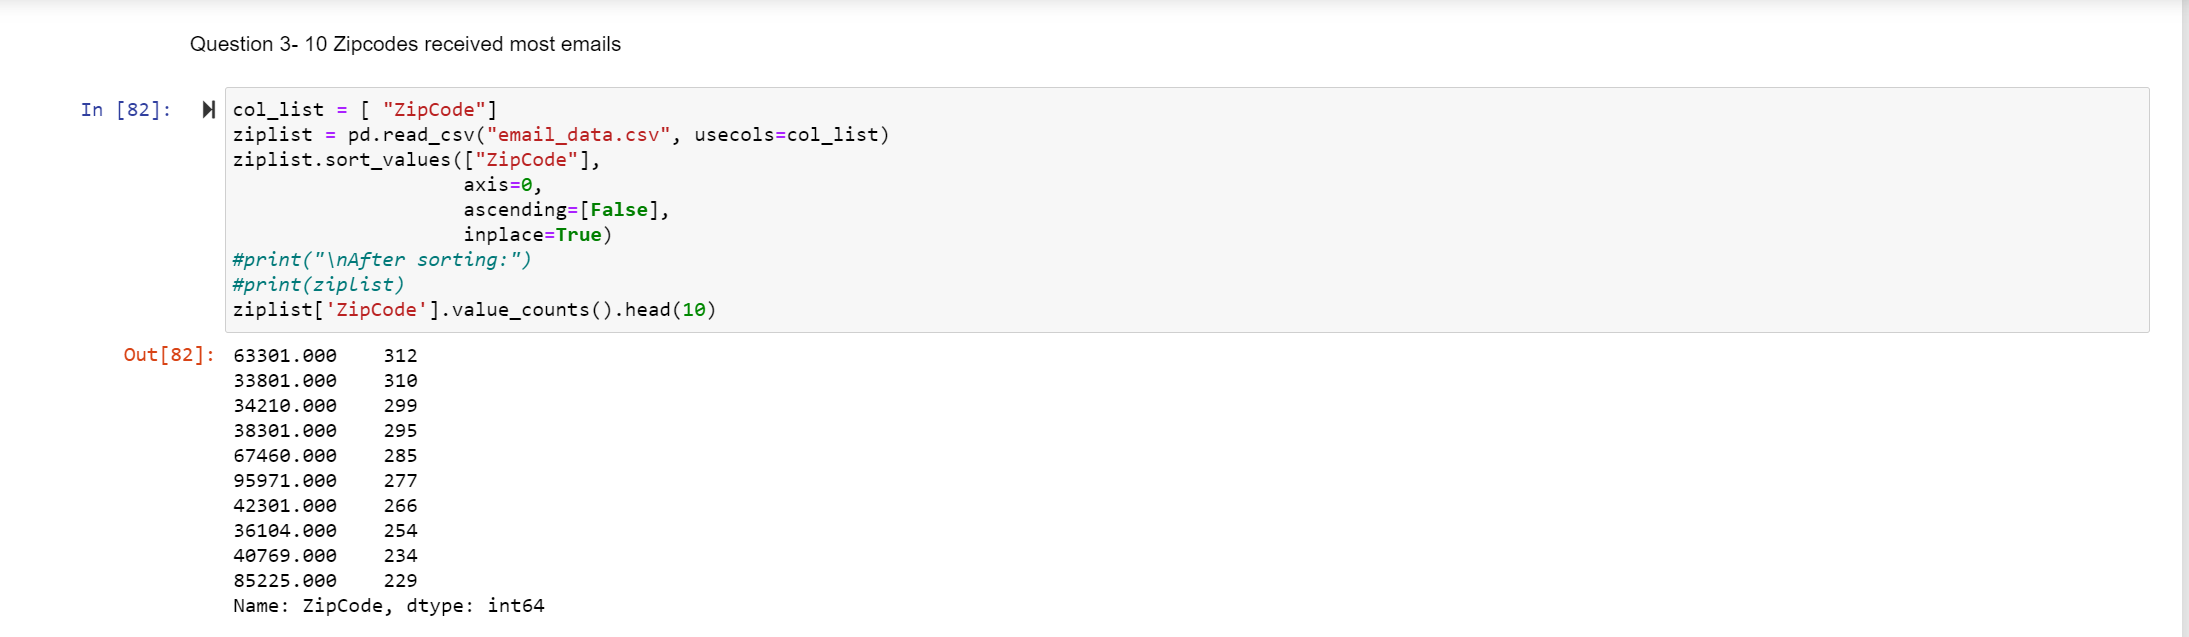 Question 3- 10 Zipcodes received most emails
In [82]:
col_list = [ "ZipCode"]
ziplist = pd.read_csv("email_data.csv", usecols=col_list)
ziplist.sort_values(["ZipCode"],
                    axis=0,
                    ascending=[False],
                    inplace=True)
#print("\nAfter sorting:")
#print(ziplist)
ziplist['ZipCode'].value_counts().head(10)
Out[82]:
63301.000    312
33801.000    310
34210.000    299
38301.000    295
67460.000    285
95971.000    277
42301.000    266
36104.000    254
40769.000    234
85225.000    229
Name: ZipCode, dtype: int64